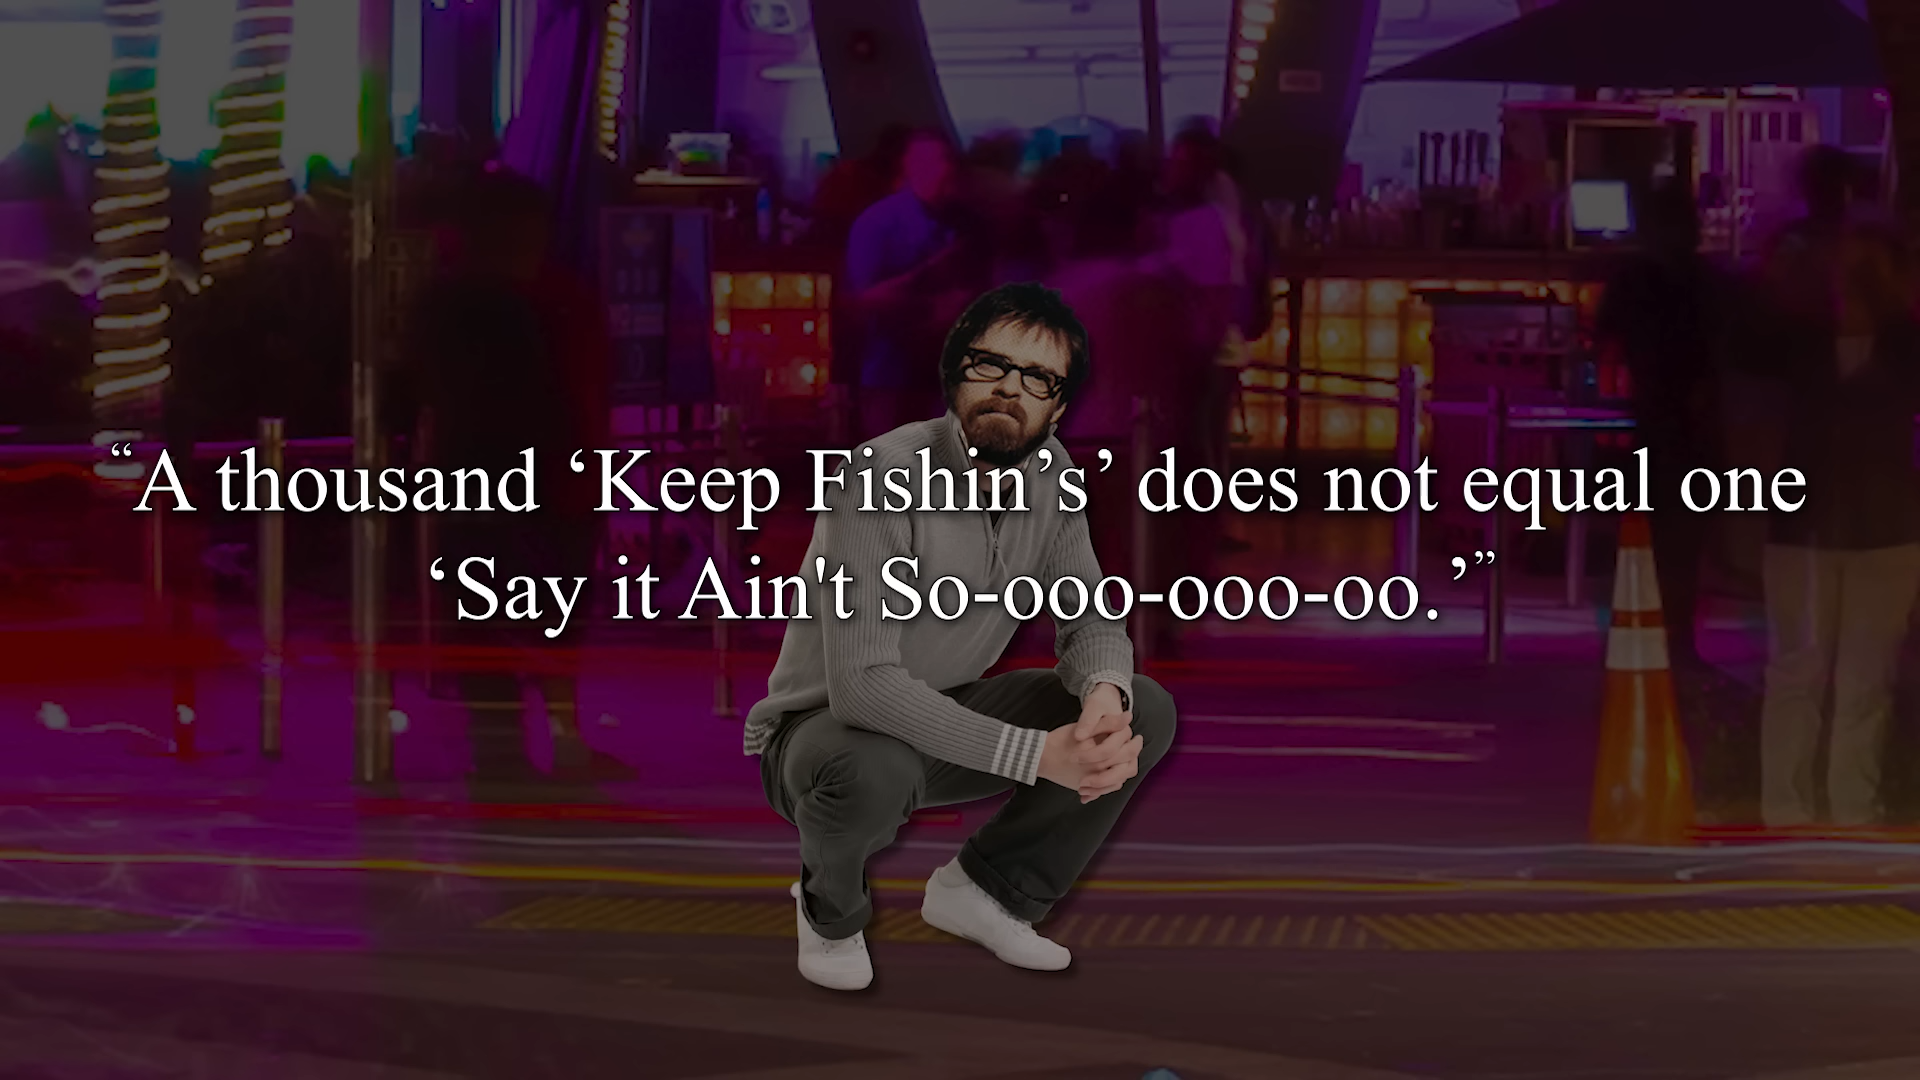 “A thousand ‘Keep Fishin’s’ does not equal one
‘Say it Ain't So-ooo-ooo-oo.’”